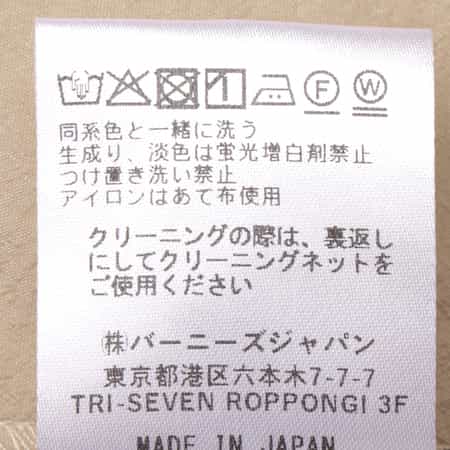 F W
同系色と一緒に洗う
生成り、淡色は蛍光増白剤禁止
つけ置き洗い禁止
アイロンはあて布使用
クリーニングの際は、裏返し
にしてクリーニングネットを
ご使用ください
㈱バーニーズジャパン
東京都港区六本木7-7-7
TRI-SEVEN ROPPONGI 3F
MADE IN JAPAN